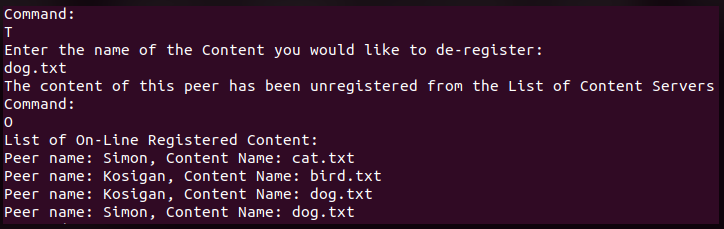 Command:
T
Enter the name of the Content you would like to de-register:
dog.txt
The content of this peer has been unregistered from the List of Content Servers
Command:
O
List of On-Line Registered Content:
Peer name: Simon, Content Name: cat.txt
Peer name: Kosigan, Content Name: bird.txt
Peer name: Kosigan, Content Name: dog.txt
Peer name: Simon, Content Name: dog.txt